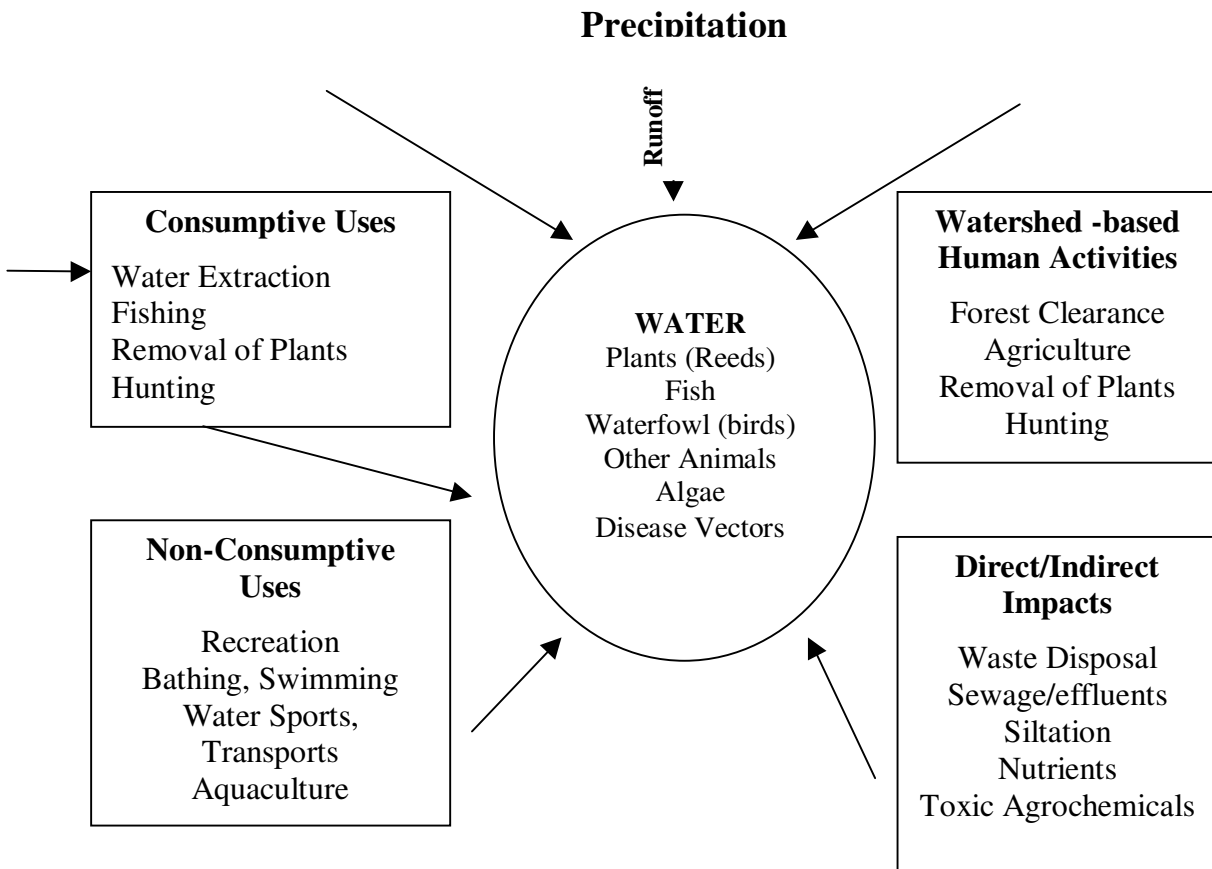 Precipitation
Runoff
Consumptive Uses
Water Extraction
Fishing
Removal of Plants
Hunting
Watershed -based
Human Activities
Forest Clearance
Agriculture
Removal of Plants
Hunting
WATER
Plants (Reeds)
Fish
Waterfowl (birds)
Other Animals
Algae
Disease Vectors
Non-Consumptive
Uses
Recreation
Bathing, Swimming
Water Sports,
Transports
Aquaculture
Direct/Indirect
Impacts
Waste Disposal
Sewage/effluents
Siltation
Nutrients
Toxic Agrochemicals